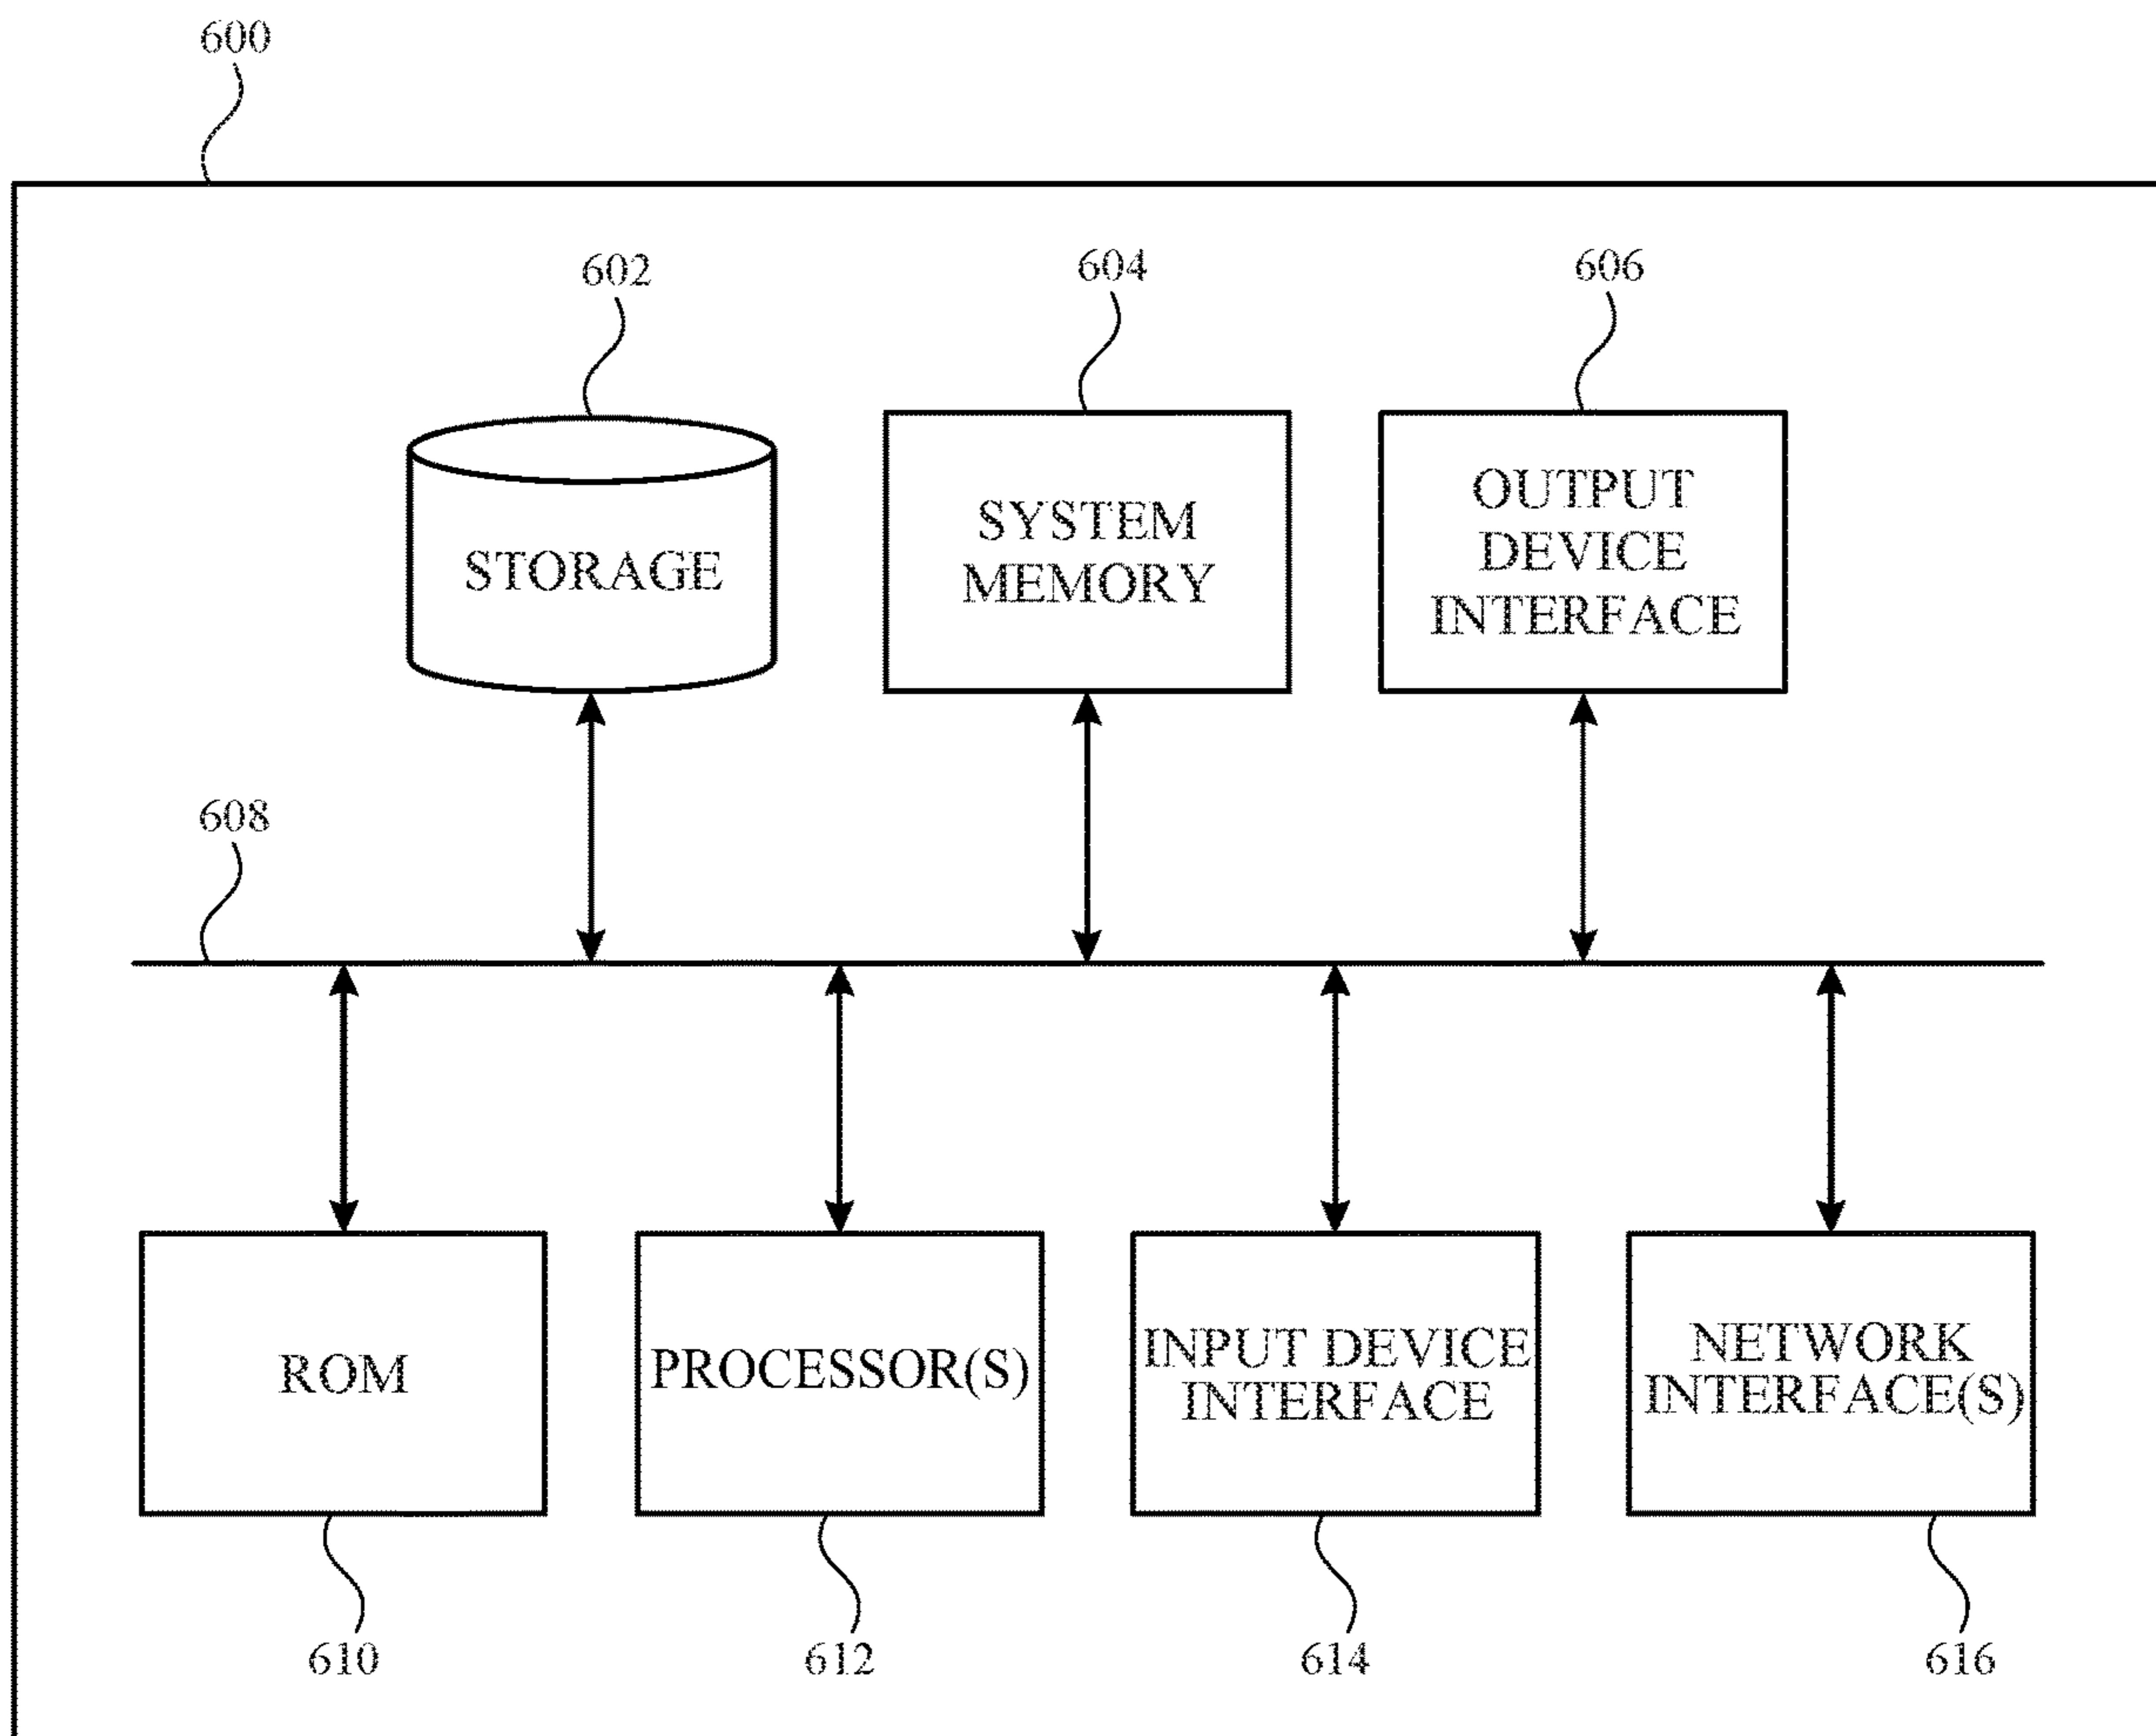 600
602
604
606
STORAGE
SYSTEM
MEMORY
OUTPUT
DEVICE
INTERFACE
608
ROM
PROCESSOR(S)
INPUT DEVICE
INTERFACE
NETWORK
INTERFACE(S)
610
612
614
616